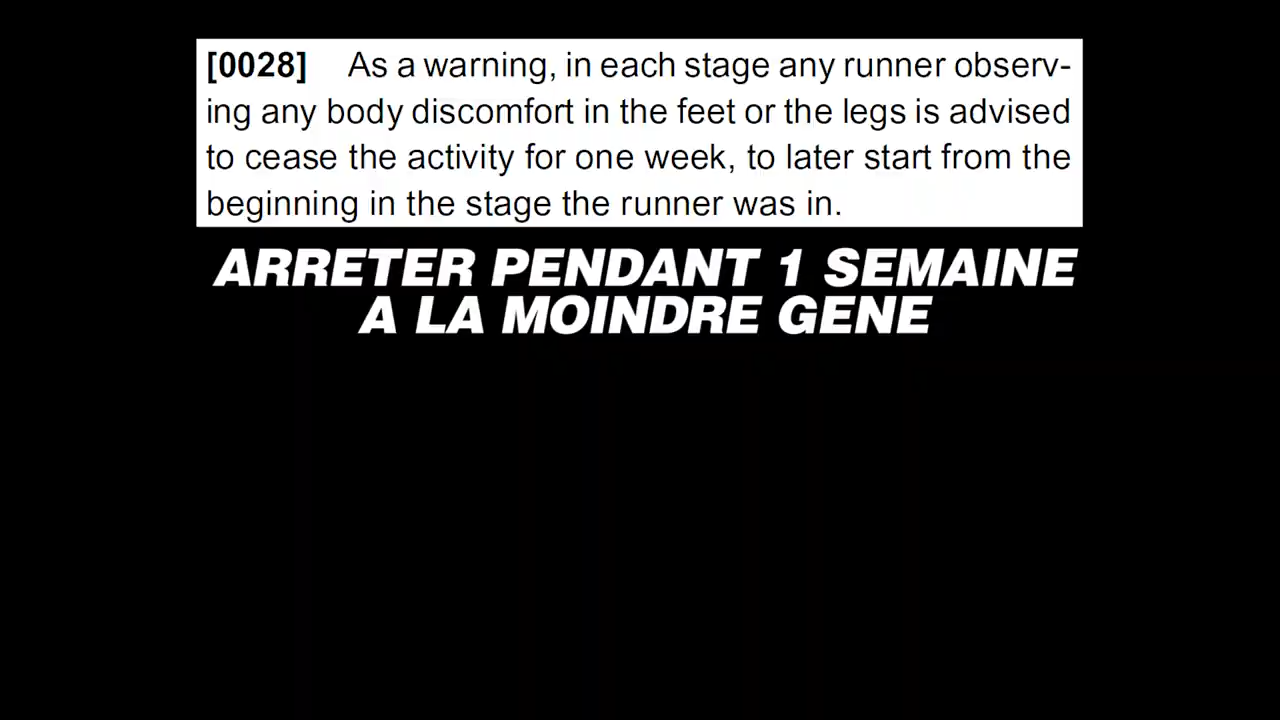 [0028] As a warning, in each stage any runner observ-
ing any body discomfort in the feet or the legs is advised
to cease the activity for one week, to later start from the
beginning in the stage the runner was in.
ARRETER PENDANT 1 SEMAINE
A LA MOINDRE GENE